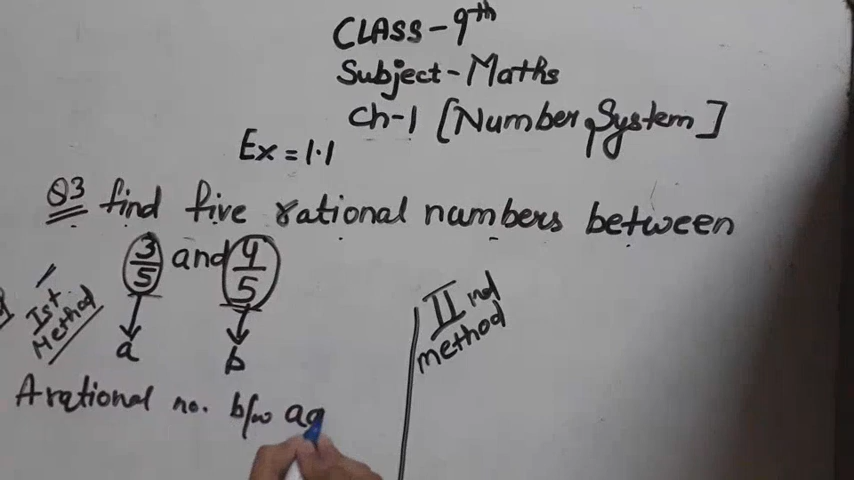 CLASS-9th
Subject-Maths
Ch-1 [Number System]
Ex=1.1
Q3 find five rational numbers between
3/5 and 4/5
Ist Method
a
b
IInd method
A rational no. b/w